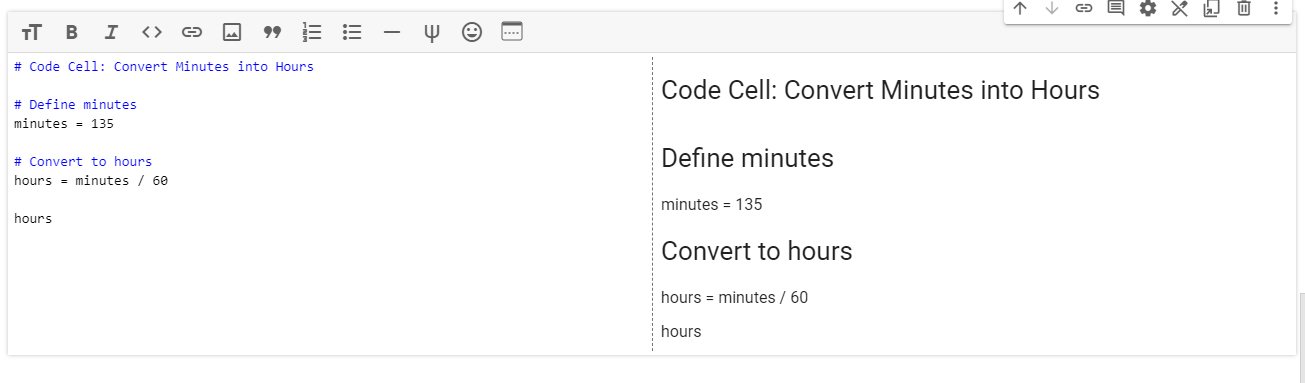 # Code Cell: Convert Minutes into Hours
# Define minutes
minutes = 135
# Convert to hours
hours = minutes / 60
hours
Code Cell: Convert Minutes into Hours
Define minutes
minutes = 135
Convert to hours
hours = minutes / 60
hours